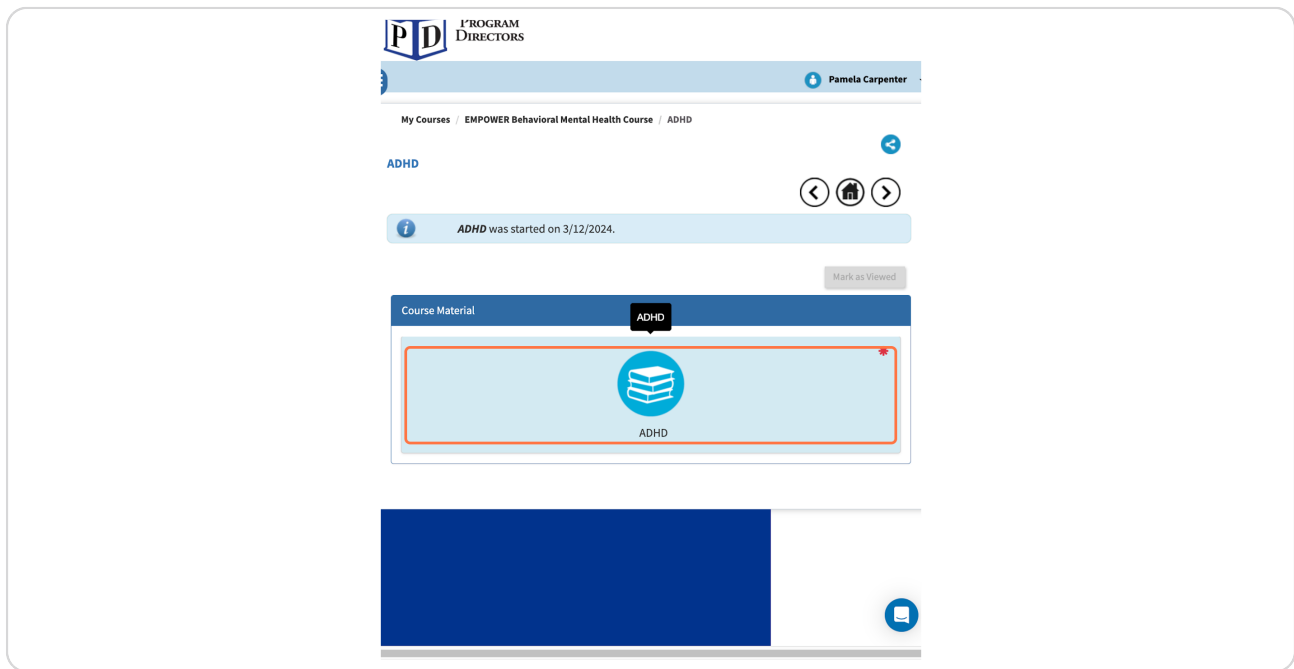 PROGRAM
PD DIRECTORS
Pamela Carpenter
My Courses / EMPOWER Behavioral Mental Health Course / ADHD
ADHD
i ADHD was started on 3/12/2024.
Mark as Viewed
Course Material
ADHD
*
ADHD